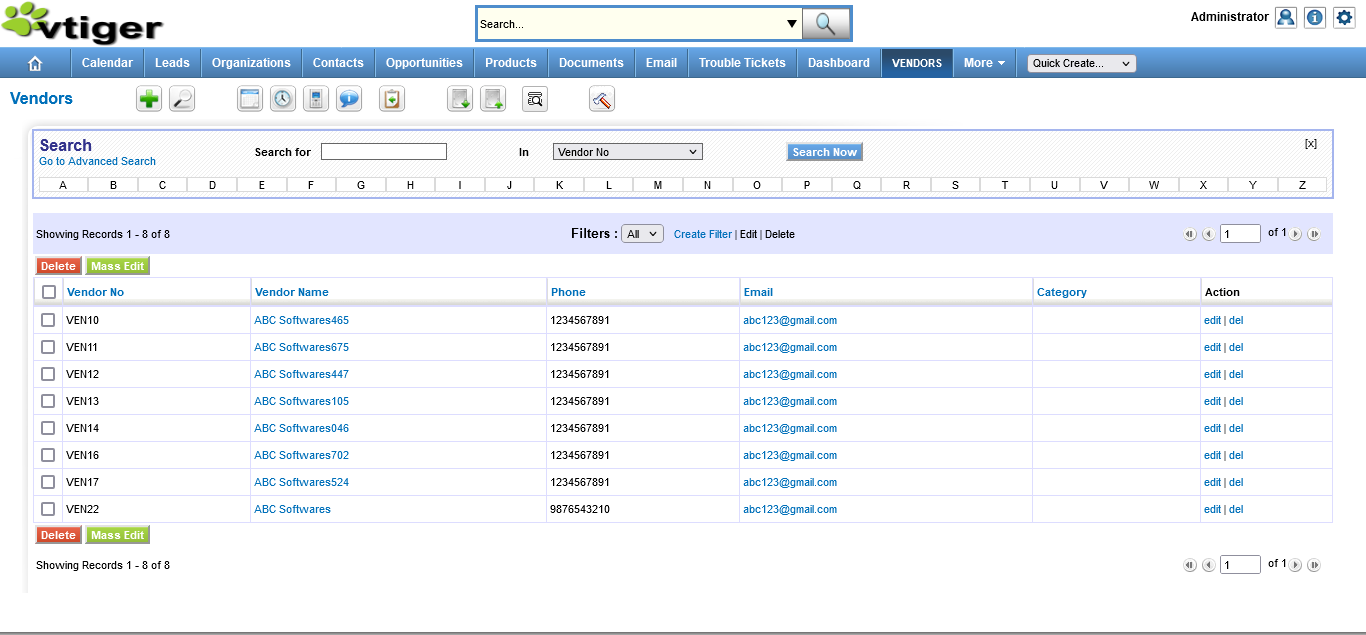 vtiger
Search...
Administrator
Calendar Leads Organizations Contacts Opportunities Products Documents Email Trouble Tickets Dashboard VENDORS More Quick Create...
Vendors
Search
Go to Advanced Search
Search for In Vendor No Search Now [x]
A B C D E F G H I J K L M N O P Q R S T U V W X Y Z
Showing Records 1 - 8 of 8 Filters : All Create Filter | Edit | Delete 1 of 1
Delete Mass Edit
Vendor No Vendor Name Phone Email Category Action
VEN10 ABC Softwares465 1234567891 abc123@gmail.com edit | del
VEN11 ABC Softwares675 1234567891 abc123@gmail.com edit | del
VEN12 ABC Softwares447 1234567891 abc123@gmail.com edit | del
VEN13 ABC Softwares105 1234567891 abc123@gmail.com edit | del
VEN14 ABC Softwares046 1234567891 abc123@gmail.com edit | del
VEN16 ABC Softwares702 1234567891 abc123@gmail.com edit | del
VEN17 ABC Softwares524 1234567891 abc123@gmail.com edit | del
VEN22 ABC Softwares 9876543210 abc123@gmail.com edit | del
Delete Mass Edit
Showing Records 1 - 8 of 8 1 of 1